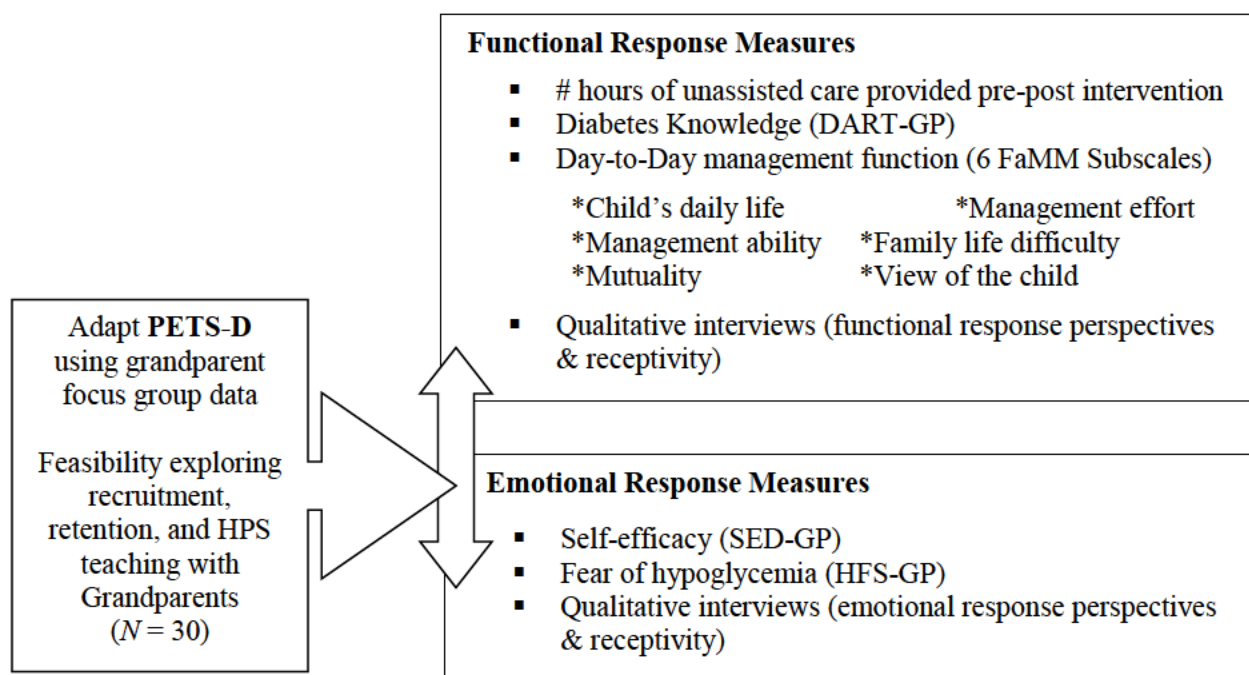 Functional Response Measures
▪ # hours of unassisted care provided pre-post intervention
▪ Diabetes Knowledge (DART-GP)
▪ Day-to-Day management function (6 FaMM Subscales)
*Child's daily life *Management effort
*Management ability *Family life difficulty
*Mutuality *View of the child
▪ Qualitative interviews (functional response perspectives
& receptivity)
Adapt PETS-D
using grandparent
focus group data
Feasibility exploring
recruitment,
retention, and HPS
teaching with
Grandparents
(N = 30)
Emotional Response Measures
▪ Self-efficacy (SED-GP)
▪ Fear of hypoglycemia (HFS-GP)
▪ Qualitative interviews (emotional response perspectives
& receptivity)